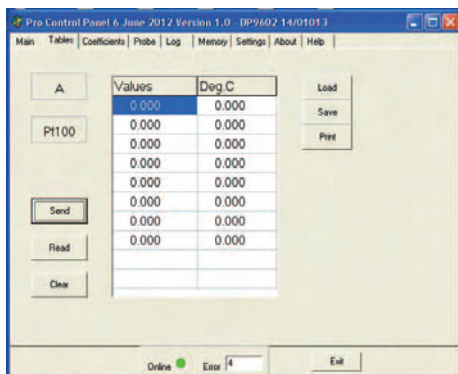 Pro Control Panel 6 June 2012 Version 1.0 - DP9602 14/01013
Main Tables Coefficients Probe Log Memory Settings About Help
A
Pt100
Send
Read
Clear
Values Deg.C
0.000 0.000
0.000 0.000
0.000 0.000
0.000 0.000
0.000 0.000
0.000 0.000
0.000 0.000
0.000 0.000
Load
Save
Print
Online Error 4 Exit